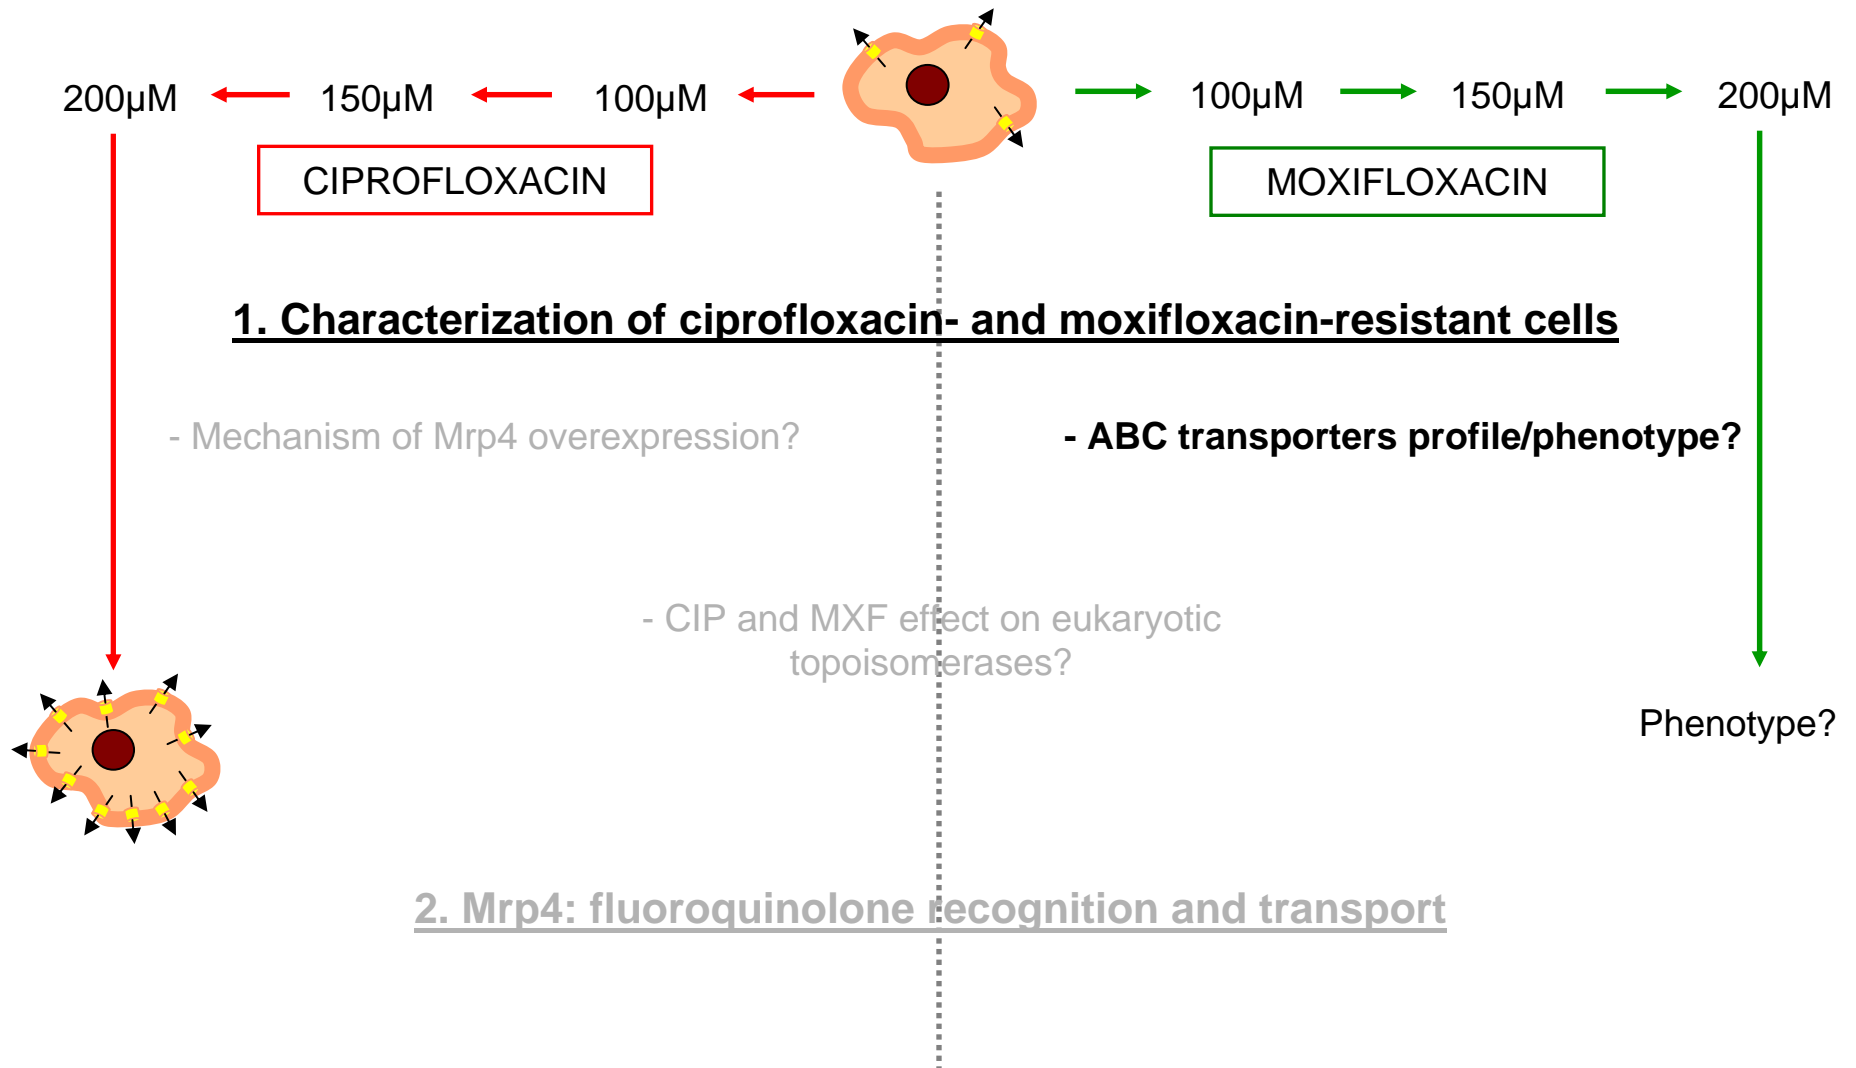 200µM
150µM
100µM
100µM
150µM
200µM
CIPROFLOXACIN
MOXIFLOXACIN
1. Characterization of ciprofloxacin- and moxifloxacin-resistant cells
- Mechanism of Mrp4 overexpression?
- ABC transporters profile/phenotype?
- CIP and MXF effect on eukaryotic
topoisomerases?
Phenotype?
2. Mrp4: fluoroquinolone recognition and transport